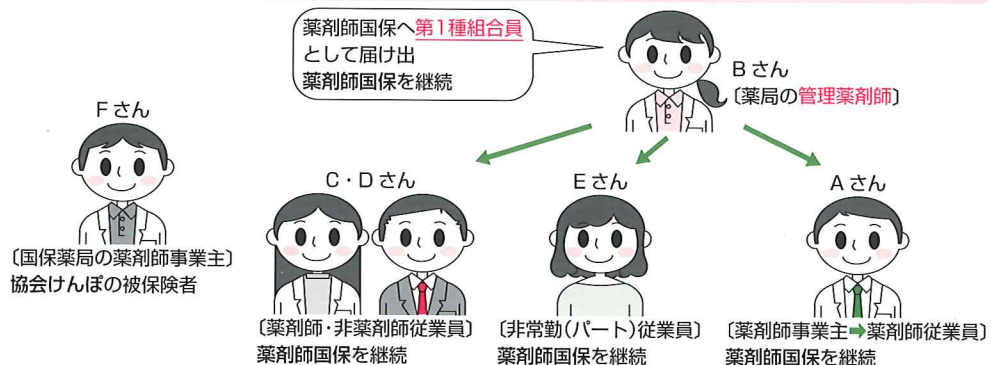 薬剤師国保へ第1種組合員
として届け出
薬剤師国保を継続
Bさん
〔薬局の管理薬剤師〕
Fさん
〔国保薬局の薬剤師事業主〕
協会けんぽの被保険者
C・Dさん
〔薬剤師・非薬剤師従業員〕
薬剤師国保を継続
Eさん
〔非常勤(パート)従業員〕
薬剤師国保を継続
Aさん
〔薬剤師事業主➡薬剤師従業員〕
薬剤師国保を継続